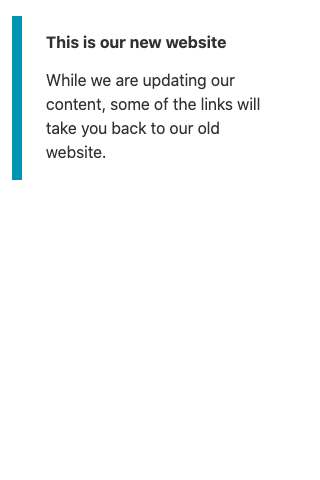 This is our new website
While we are updating our
content, some of the links will
take you back to our old
website.